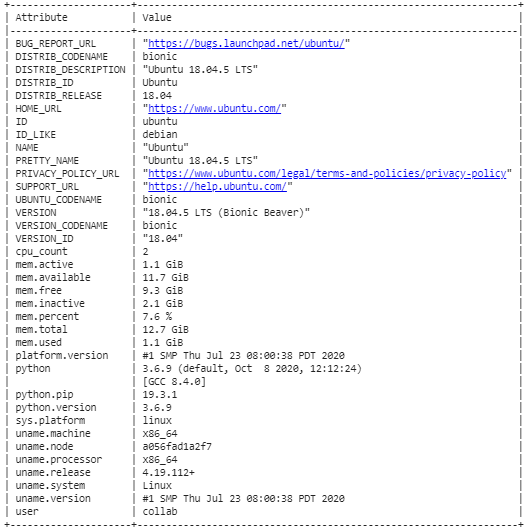 Attribute | Value
BUG_REPORT_URL | "https://bugs.launchpad.net/ubuntu/"
DISTRIB_CODENAME | bionic
DISTRIB_DESCRIPTION | "Ubuntu 18.04.5 LTS"
DISTRIB_ID | Ubuntu
DISTRIB_RELEASE | 18.04
HOME_URL | "https://www.ubuntu.com/"
ID | ubuntu
ID_LIKE | debian
NAME | "Ubuntu"
PRETTY_NAME | "Ubuntu 18.04.5 LTS"
PRIVACY_POLICY_URL | "https://www.ubuntu.com/legal/terms-and-policies/privacy-policy"
SUPPORT_URL | "https://help.ubuntu.com/"
UBUNTU_CODENAME | bionic
VERSION | "18.04.5 LTS (Bionic Beaver)"
VERSION_CODENAME | bionic
VERSION_ID | "18.04"
cpu_count | 2
mem.active | 1.1 GiB
mem.available | 11.7 GiB
mem.free | 9.3 GiB
mem.inactive | 2.1 GiB
mem.percent | 7.6 %
mem.total | 12.7 GiB
mem.used | 1.1 GiB
platform.version | #1 SMP Thu Jul 23 08:00:38 PDT 2020
python | 3.6.9 (default, Oct  8 2020, 12:12:24)
| [GCC 8.4.0]
python.pip | 19.3.1
python.version | 3.6.9
sys.platform | linux
uname.machine | x86_64
uname.node | a056fad1a2f7
uname.processor | x86_64
uname.release | 4.19.112+
uname.system | Linux
uname.version | #1 SMP Thu Jul 23 08:00:38 PDT 2020
user | collab